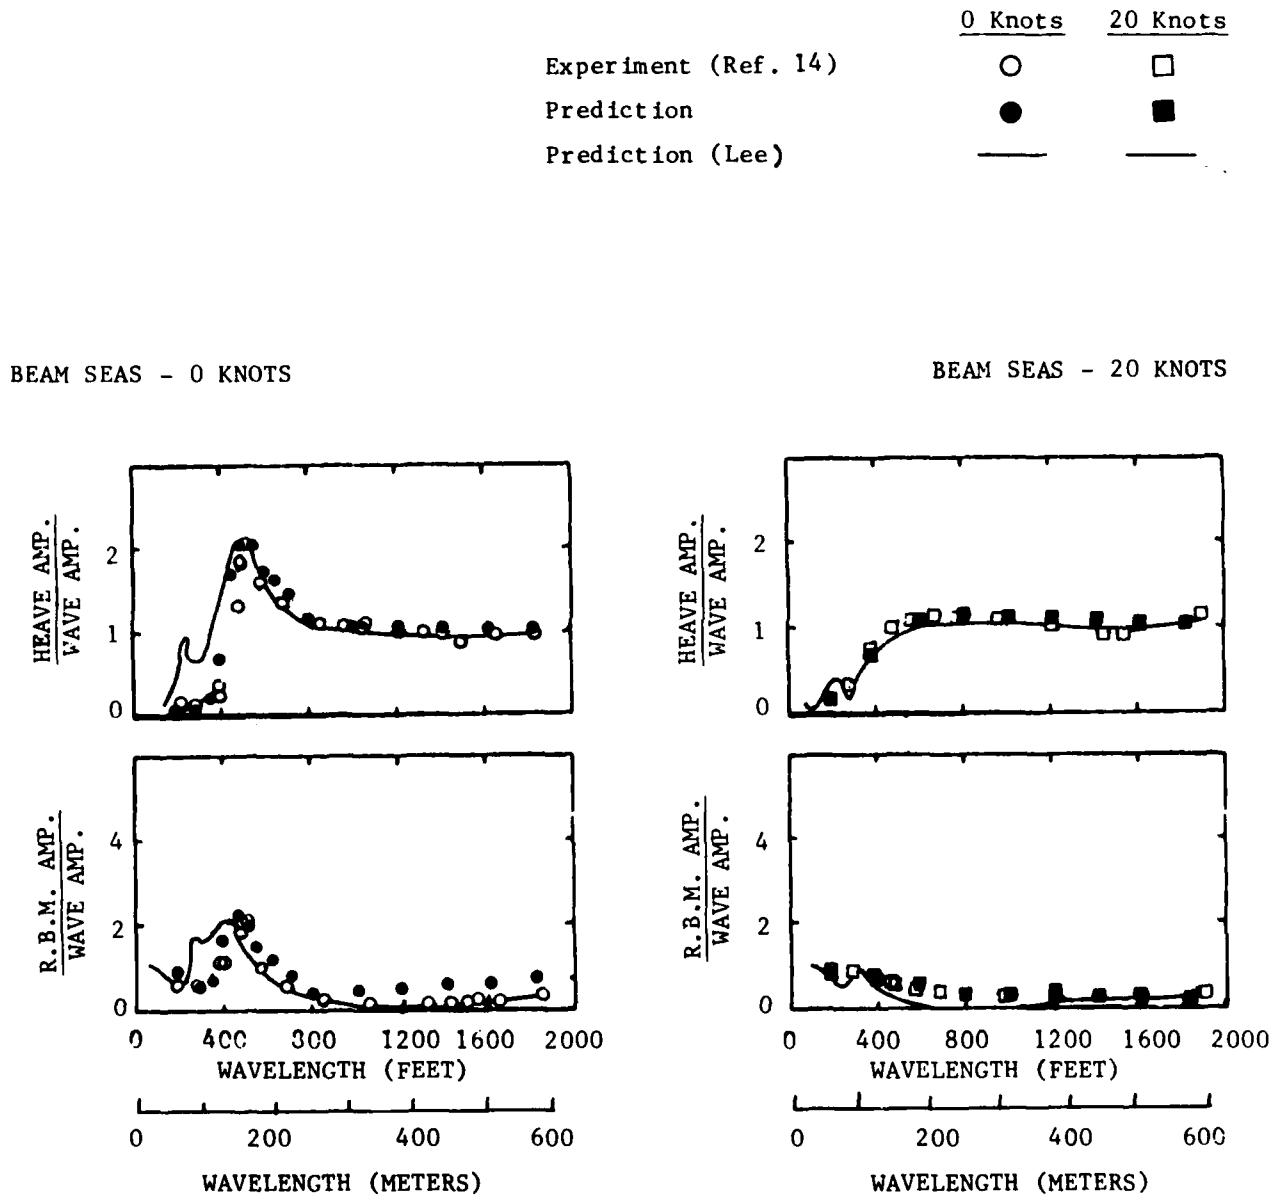 0 Knots 20 Knots
Experiment (Ref. 14)
Prediction
Prediction (Lee)
BEAM SEAS - 0 KNOTS
BEAM SEAS - 20 KNOTS
HEAVE AMP.
WAVE AMP.
2
1
0
HEAVE AMP.
WAVE AMP.
2
1
0
R.B.M. AMP.
WAVE AMP.
4
2
0
R.B.M. AMP.
WAVE AMP.
4
2
0
0 400 800 1200 1600 2000
WAVELENGTH (FEET)
0 400 800 1200 1600 2000
WAVELENGTH (FEET)
0 200 400 600
WAVELENGTH (METERS)
0 200 400 600
WAVELENGTH (METERS)